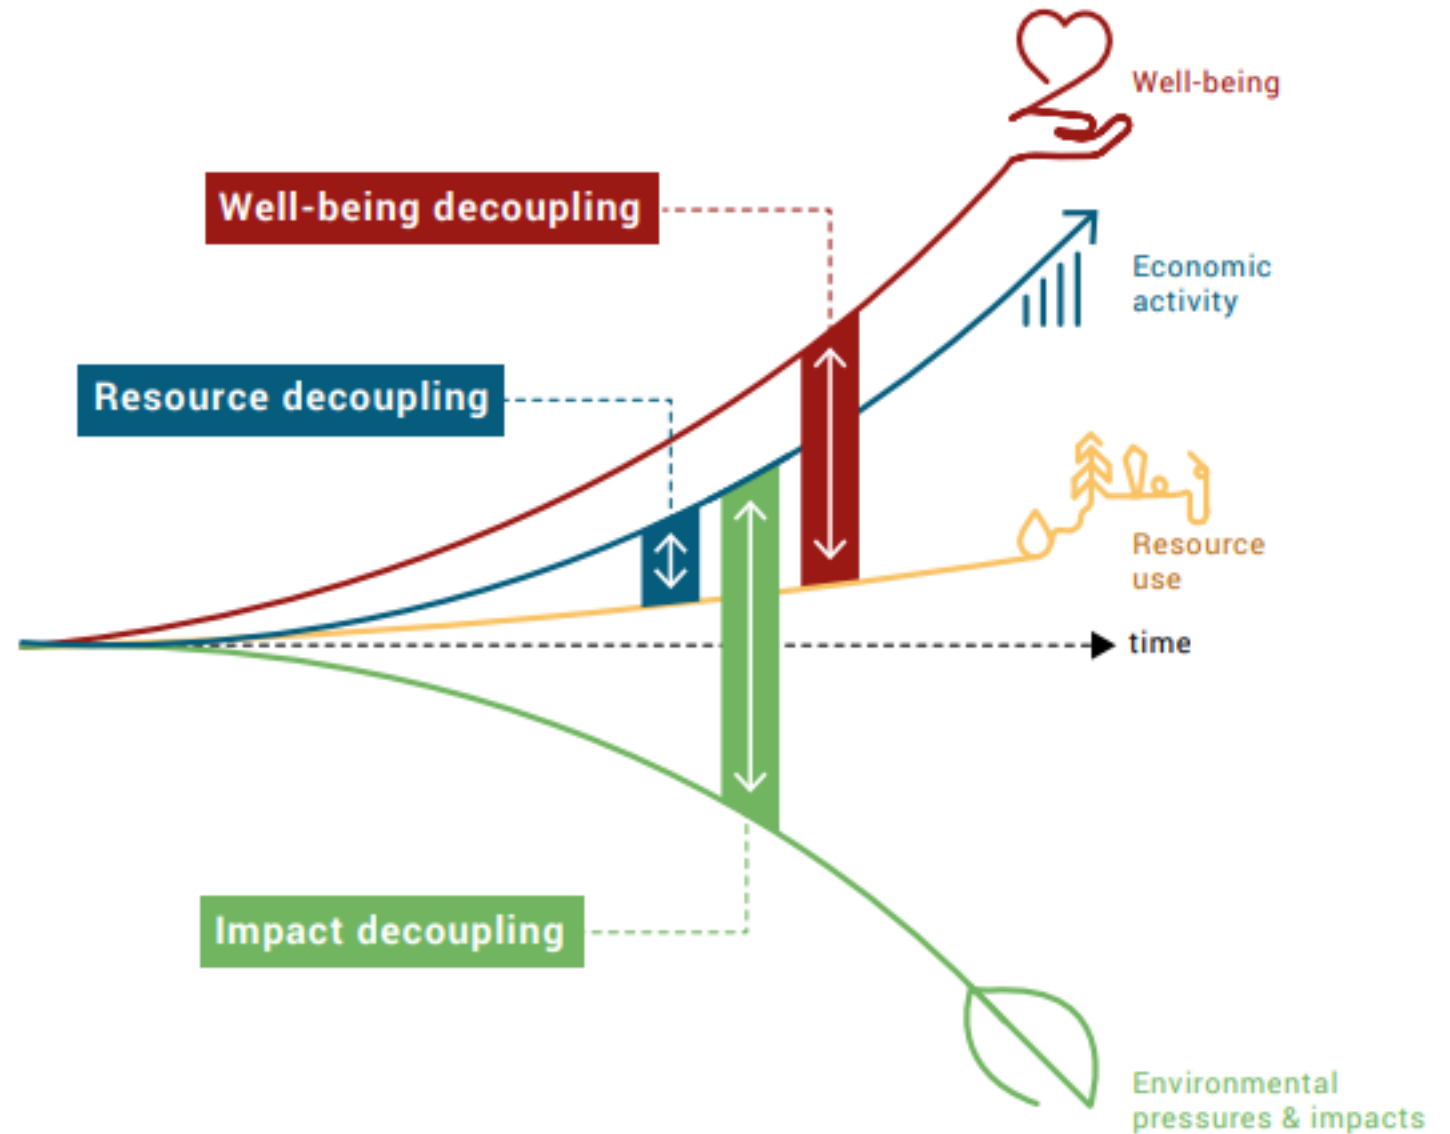 Well-being
Well-being decoupling
Economic
activity
Resource decoupling
Resource
use
time
Impact decoupling
Environmental
pressures & impacts